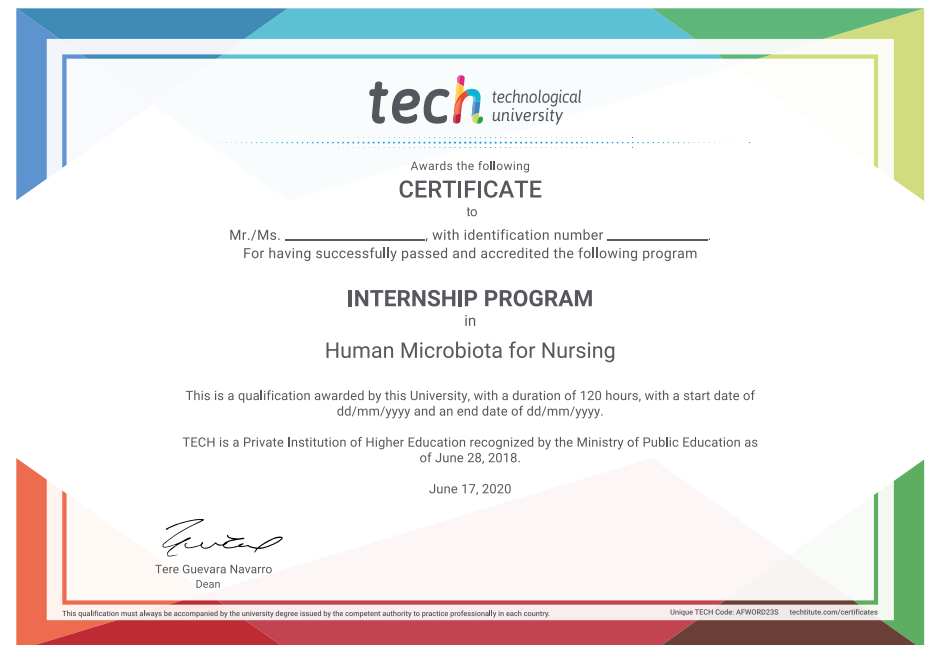 tech technological
university
Awards the following
CERTIFICATE
to
Mr./Ms. ____________________, with identification number ______________.
For having successfully passed and accredited the following program
INTERNSHIP PROGRAM
in
Human Microbiota for Nursing
This is a qualification awarded by this University, with a duration of 120 hours, with a start date of
dd/mm/yyyy and an end date of dd/mm/yyyy.
TECH is a Private Institution of Higher Education recognized by the Ministry of Public Education as
of June 28, 2018.
June 17, 2020
Tere Guevara Navarro
Dean
This qualification must always be accompanied by the university degree issued by the competent authority to practice professionally in each country.
Unique TECH Code: AFWORD23S techtitute.com/certificates